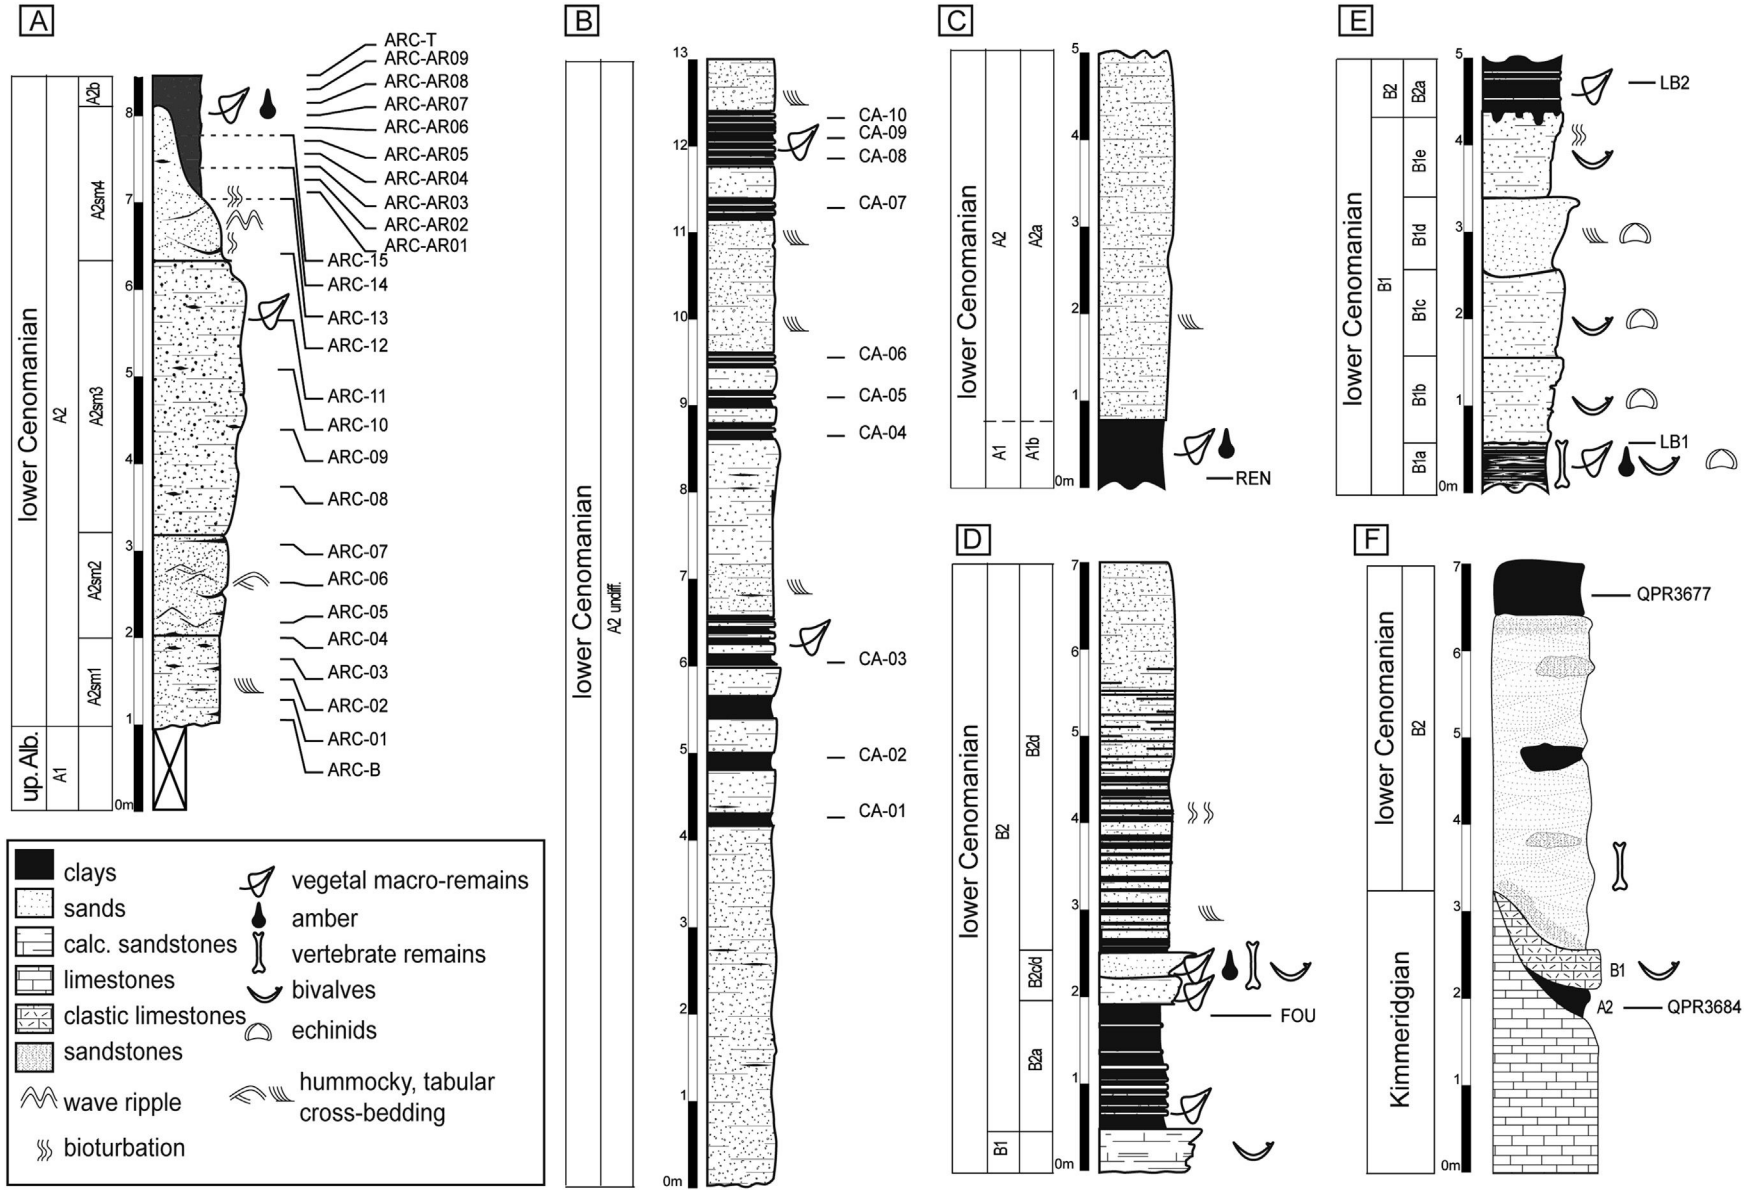 A
lower Cenomanian
up. Alb.
A2
A1
A2b
A2sm4
A2sm3
A2sm2
A2sm1
8
7
6
5
4
3
2
1
0m
ARC-T
ARC-AR09
ARC-AR08
ARC-AR07
ARC-AR06
ARC-AR05
ARC-AR04
ARC-AR03
ARC-AR02
ARC-AR01
ARC-15
ARC-14
ARC-13
ARC-12
ARC-11
ARC-10
ARC-09
ARC-08
ARC-07
ARC-06
ARC-05
ARC-04
ARC-03
ARC-02
ARC-01
ARC-B
clays
sands
calc. sandstones
limestones
clastic limestones
sandstones
wave ripple
bioturbation
vegetal macro-remains
amber
vertebrate remains
bivalves
echinids
hummocky, tabular
cross-bedding
B
lower Cenomanian
A2 undiff.
13
12
11
10
9
8
7
6
5
4
3
2
1
0m
CA-10
CA-09
CA-08
CA-07
CA-06
CA-05
CA-04
CA-03
CA-02
CA-01
C
lower Cenomanian
A2
A1
A2a
A1b
5
4
3
2
1
0m
REN
D
lower Cenomanian
B2
B1
B2d
B2c/d
B2a
7
6
5
4
3
2
1
0m
FOU
E
lower Cenomanian
B2
B1
B2a
B1e
B1d
B1c
B1b
B1a
5
4
3
2
1
0m
LB2
LB1
F
lower Cenomanian
Kimmeridgian
B2
7
6
5
4
3
2
1
0m
QPR3677
B1
A2
QPR3684